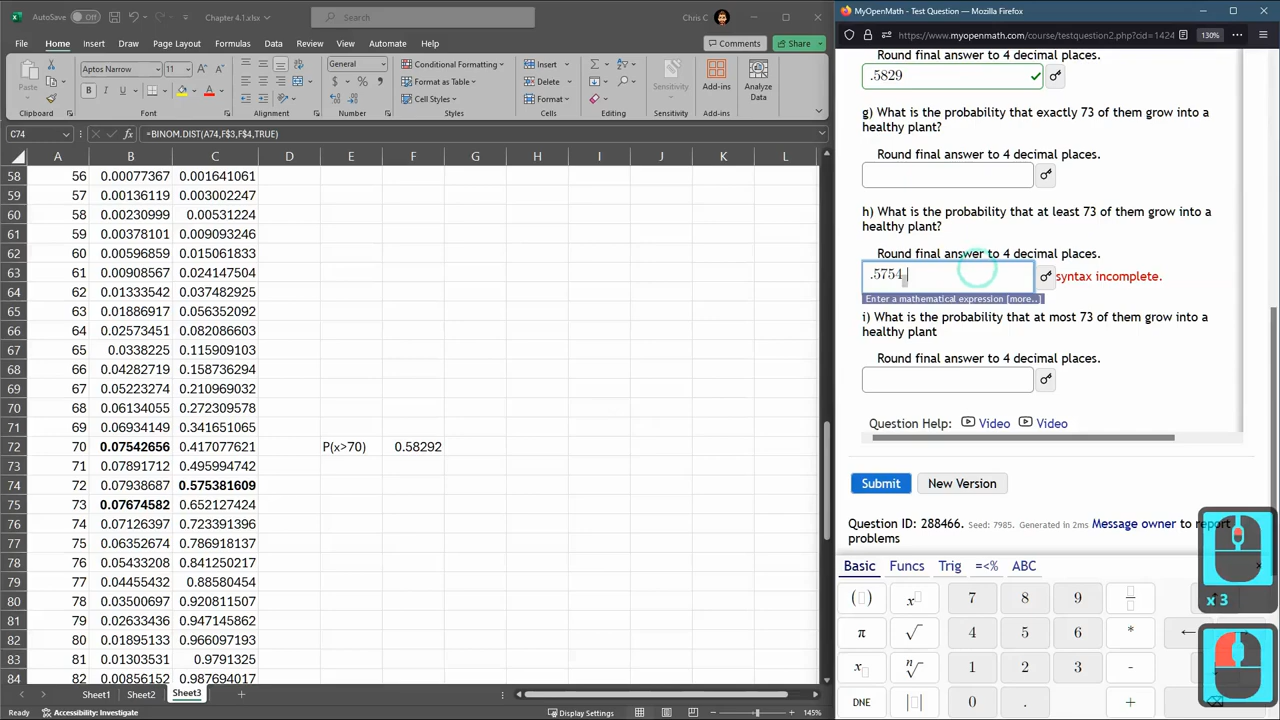 AutoSave Off Chapter 4.1.xlsx Search Chris C
File Home Insert Draw Page Layout Formulas Data Review View Automate Help Comments Share
Paste Aptos Narrow 11 General Conditional Formatting Insert Sensitivity Add-ins Analyze Data
Format as Table Delete
Cell Styles Format
Clipboard Font Alignment Number Styles Cells Editing Sensitivity Add-ins
C74 =BINOM.DIST(A74,F$3,F$4,TRUE)
A B C D E F G H I J K L
58 56 0.00077367 0.001641061
59 57 0.00136119 0.003002247
60 58 0.00230999 0.00531224
61 59 0.00378101 0.009093246
62 60 0.00596859 0.015061833
63 61 0.00908567 0.024147504
64 62 0.01333542 0.037482925
65 63 0.01886917 0.056352092
66 64 0.02573451 0.082086603
67 65 0.0338225 0.115909103
68 66 0.04282719 0.158736294
69 67 0.05223274 0.210969032
70 68 0.06134055 0.272309578
71 69 0.06934149 0.341651065
72 70 0.07542656 0.417077621 P(x>70) 0.58292
73 71 0.07891712 0.495994742
74 72 0.07938687 0.575381609
75 73 0.07674582 0.652127424
76 74 0.07126397 0.723391396
77 75 0.06352674 0.786918137
78 76 0.05433208 0.841250217
79 77 0.04455432 0.88580454
80 78 0.03500697 0.920811507
81 79 0.02633436 0.947145862
82 80 0.01895133 0.966097193
83 81 0.01303531 0.9791325
84 82 0.00856152 0.987694017
Sheet1 Sheet2 Sheet3
Accessibility: Investigate Display Settings 145%
MyOpenMath - Test Question — Mozilla Firefox
https://www.myopenmath.com/course/testquestion2.php?cid=1424 130%
Round final answer to 4 decimal places.
.5829
g) What is the probability that exactly 73 of them grow into a
healthy plant?
Round final answer to 4 decimal places.
h) What is the probability that at least 73 of them grow into a
healthy plant?
Round final answer to 4 decimal places.
.5754 syntax incomplete.
Enter a mathematical expression [more..]
i) What is the probability that at most 73 of them grow into a
healthy plant
Round final answer to 4 decimal places.
Question Help: Video Video
Submit New Version
Question ID: 288466. Seed: 7985. Generated in 2ms Message owner to report
problems
Basic Funcs Trig =<% ABC
7 8 9
π √ 4 5 6 * ←
1 2 3 -
DNE 0 . +
x 3